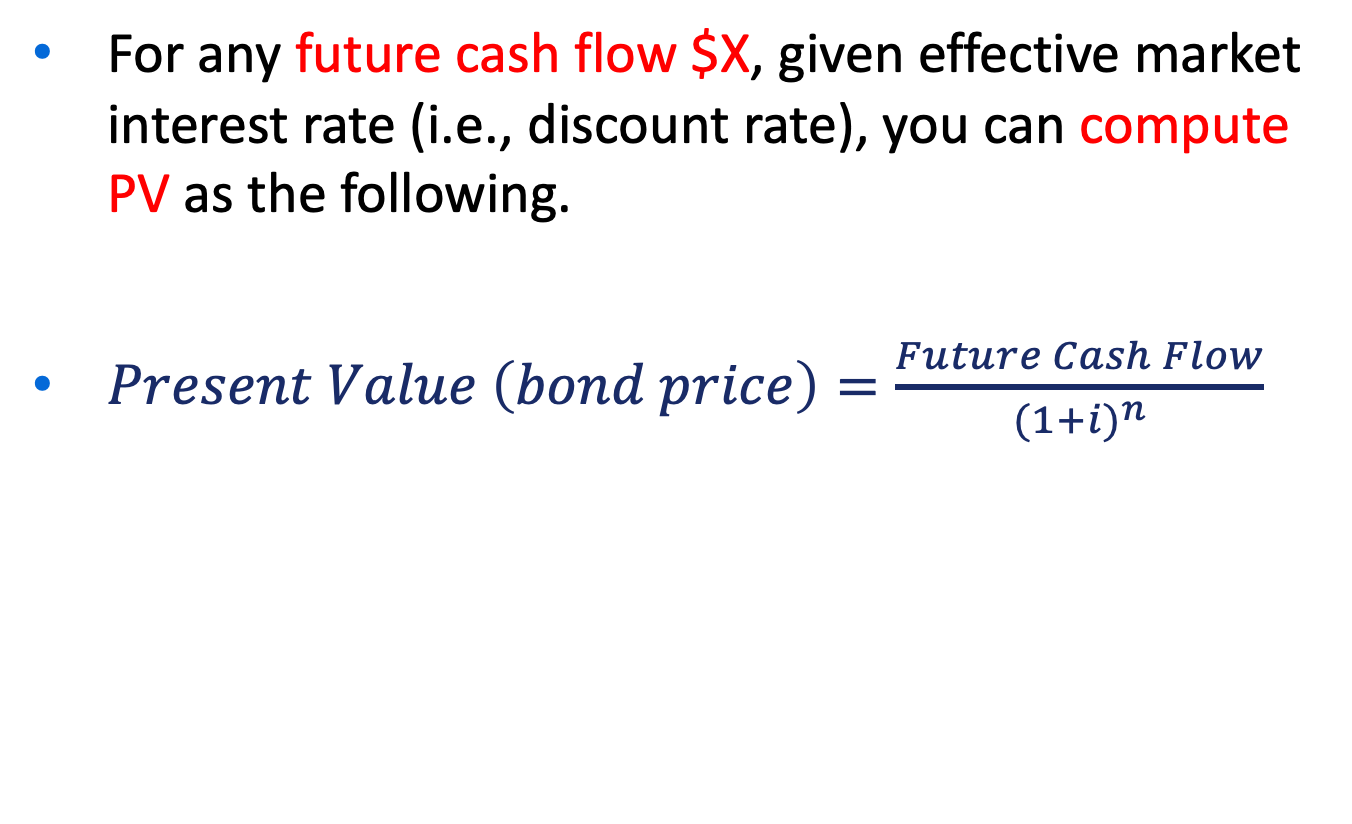 • For any future cash flow $X, given effective market
interest rate (i.e., discount rate), you can compute
PV as the following.
• Present Value (bond price) = Future Cash Flow / (1+i)^n